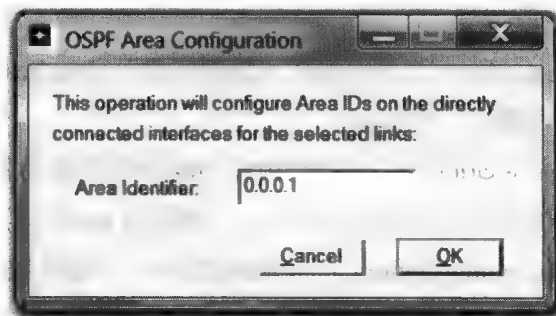 OSPF Area Configuration
This operation will configure Area IDs on the directly
connected interfaces for the selected links:
Area Identifier: 0.0.0.1
Cancel OK